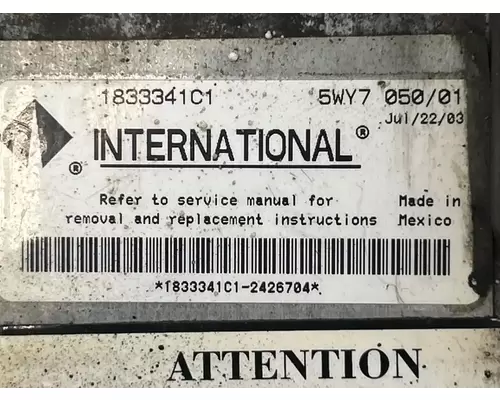 1833341C1 5WY7 050/01
Jul/22/03
® INTERNATIONAL®
Refer to service manual for Made in
removal and replacement instructions Mexico
*1833341C1-2426704*
ATTENTION